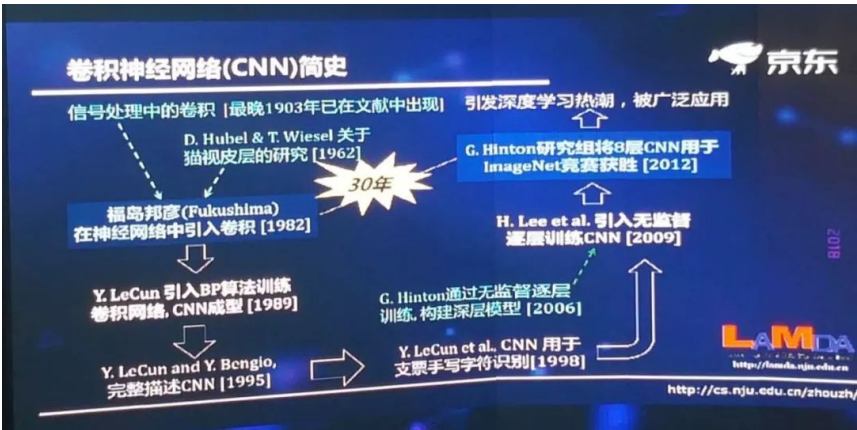 卷积神经网络(CNN)简史
京东
信号处理中的卷积 [最晚1903年已在文献中出现]
D. Hubel & T. Wiesel 关于
猫视皮层的研究 [1962]
30年
福岛邦彦(Fukushima)
在神经网络中引入卷积 [1982]
Y. LeCun 引入BP算法训练
卷积网络, CNN成型 [1989]
Y. LeCun and Y. Bengio,
完整描述CNN [1995]
Y. LeCun et al., CNN 用于
支票手写字符识别[1998]
G. Hinton通过无监督逐层
训练, 构建深层模型 [2006]
H. Lee et al. 引入无监督
逐层训练CNN [2009]
G. Hinton研究组将8层CNN用于
ImageNet竞赛获胜 [2012]
引发深度学习热潮，被广泛应用
2018
LAMDA
http://lamda.nju.edu.cn
http://cs.nju.edu.cn/zhouzh/